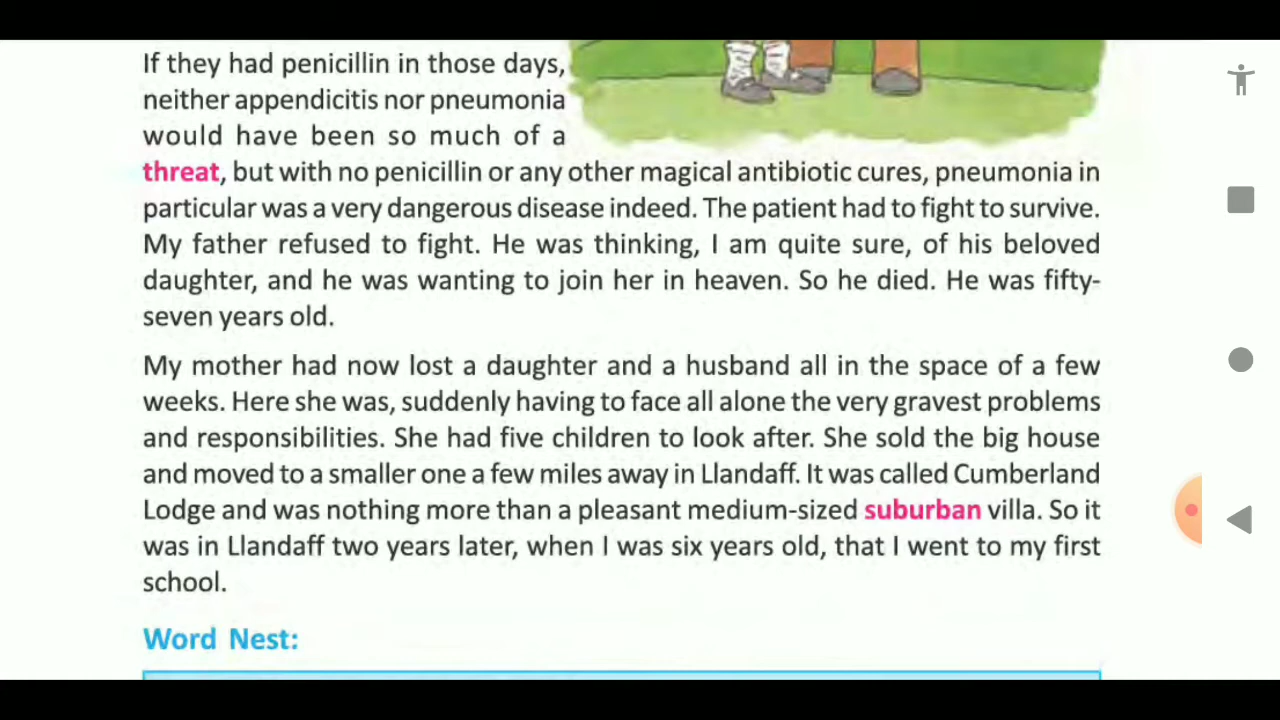 If they had penicillin in those days,
neither appendicitis nor pneumonia
would have been so much of a
threat, but with no penicillin or any other magical antibiotic cures, pneumonia in
particular was a very dangerous disease indeed. The patient had to fight to survive.
My father refused to fight. He was thinking, I am quite sure, of his beloved
daughter, and he was wanting to join her in heaven. So he died. He was fifty-
seven years old.
My mother had now lost a daughter and a husband all in the space of a few
weeks. Here she was, suddenly having to face all alone the very gravest problems
and responsibilities. She had five children to look after. She sold the big house
and moved to a smaller one a few miles away in Llandaff. It was called Cumberland
Lodge and was nothing more than a pleasant medium-sized suburban villa. So it
was in Llandaff two years later, when I was six years old, that I went to my first
school.
Word Nest: